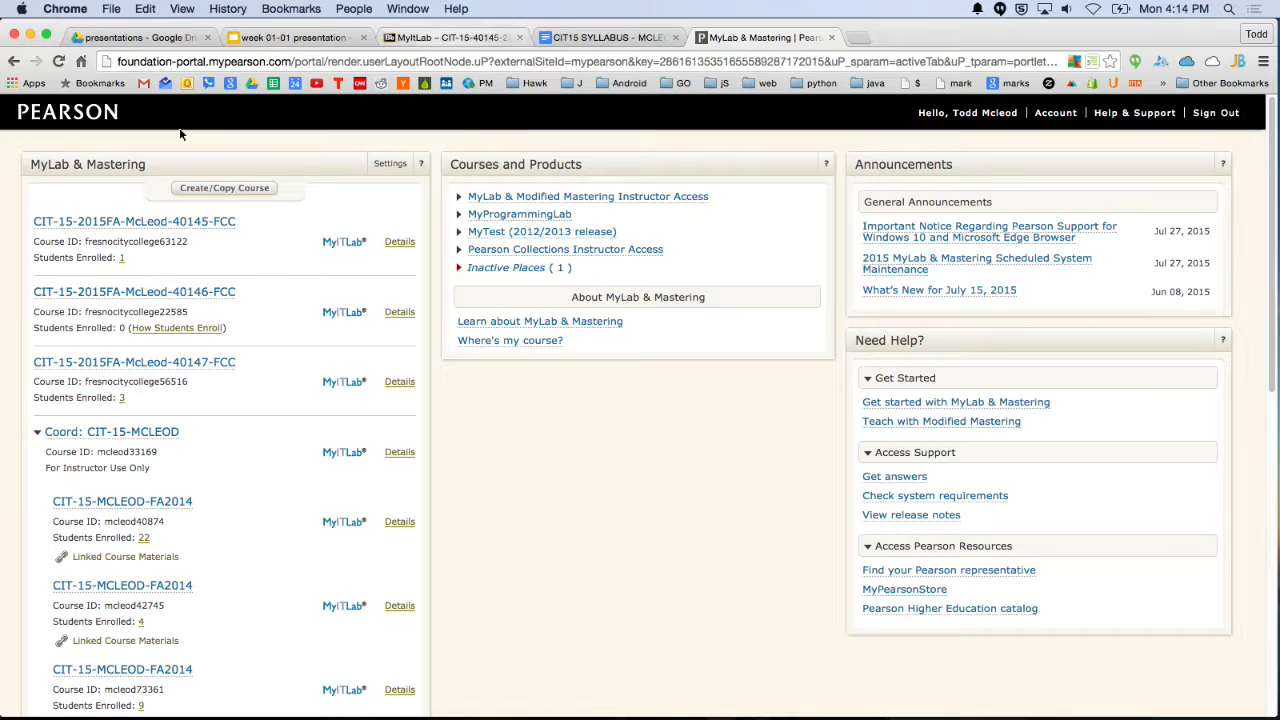 Chrome File Edit View History Bookmarks People Window Help Mon 4:14 PM
presentations - Google Dri
week 01-01 presentation
MyItLab – CIT-15-40145-2
CIT15 SYLLABUS - MCLE
MyLab & Mastering | Pears
Todd
foundation-portal.mypearson.com/portal/render.userLayoutRootNode.uP?externalSiteId=mypearson&key=28616135351655589287172015&uP_sparam=activeTab&uP_tparam=portlet...
Apps Bookmarks PM Hawk J Android GO jS web python java $ mark marks Other Bookmarks
PEARSON
Hello, Todd Mcleod | Account | Help & Support | Sign Out
MyLab & Mastering Settings ?
Create/Copy Course
CIT-15-2015FA-McLeod-40145-FCC
Course ID: fresnocitycollege63122 MyITLab® Details
Students Enrolled: 1
CIT-15-2015FA-McLeod-40146-FCC
Course ID: fresnocitycollege22585 MyITLab® Details
Students Enrolled: 0 (How Students Enroll)
CIT-15-2015FA-McLeod-40147-FCC
Course ID: fresnocitycollege56516 MyITLab® Details
Students Enrolled: 3
Coord: CIT-15-MCLEOD
Course ID: mcleod33169 MyITLab® Details
For Instructor Use Only
CIT-15-MCLEOD-FA2014
Course ID: mcleod40874 MyITLab® Details
Students Enrolled: 22
Linked Course Materials
CIT-15-MCLEOD-FA2014
Course ID: mcleod42745 MyITLab® Details
Students Enrolled: 4
Linked Course Materials
CIT-15-MCLEOD-FA2014
Course ID: mcleod73361 MyITLab® Details
Students Enrolled: 9
Courses and Products ?
MyLab & Modified Mastering Instructor Access
MyProgrammingLab
MyTest (2012/2013 release)
Pearson Collections Instructor Access
Inactive Places ( 1 )
About MyLab & Mastering
Learn about MyLab & Mastering
Where's my course?
Announcements ?
General Announcements
Important Notice Regarding Pearson Support for
Windows 10 and Microsoft Edge Browser Jul 27, 2015
2015 MyLab & Mastering Scheduled System
Maintenance Jul 27, 2015
What's New for July 15, 2015 Jun 08, 2015
Need Help? ?
Get Started
Get started with MyLab & Mastering
Teach with Modified Mastering
Access Support
Get answers
Check system requirements
View release notes
Access Pearson Resources
Find your Pearson representative
MyPearsonStore
Pearson Higher Education catalog